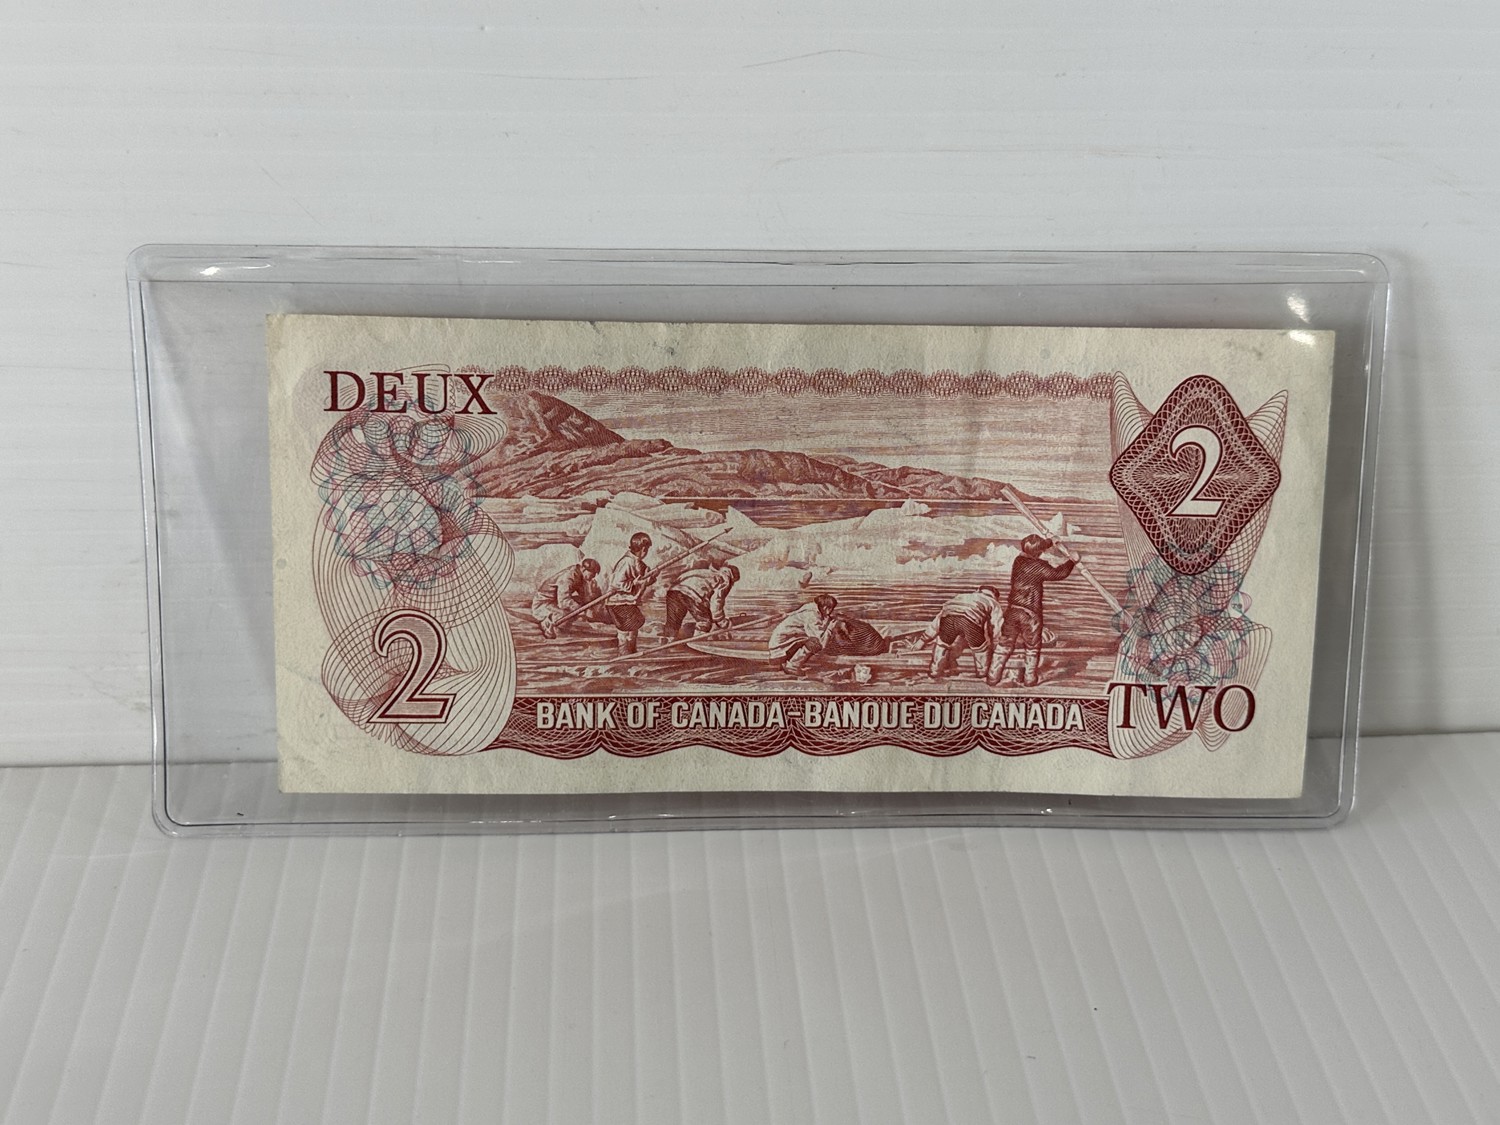 DEUX
2
2
BANK OF CANADA-BANQUE DU CANADA
TWO